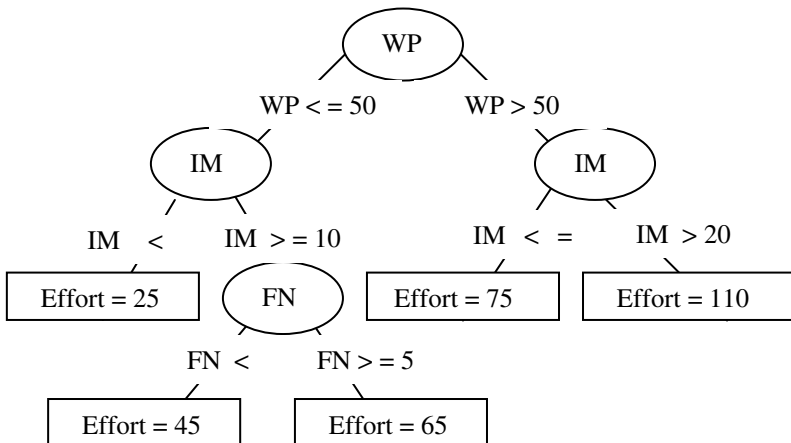 WP
WP < = 50 WP > 50
IM IM
IM < IM > = 10 IM < = IM > 20
Effort = 25 FN Effort = 75 Effort = 110
FN < FN > = 5
Effort = 45 Effort = 65